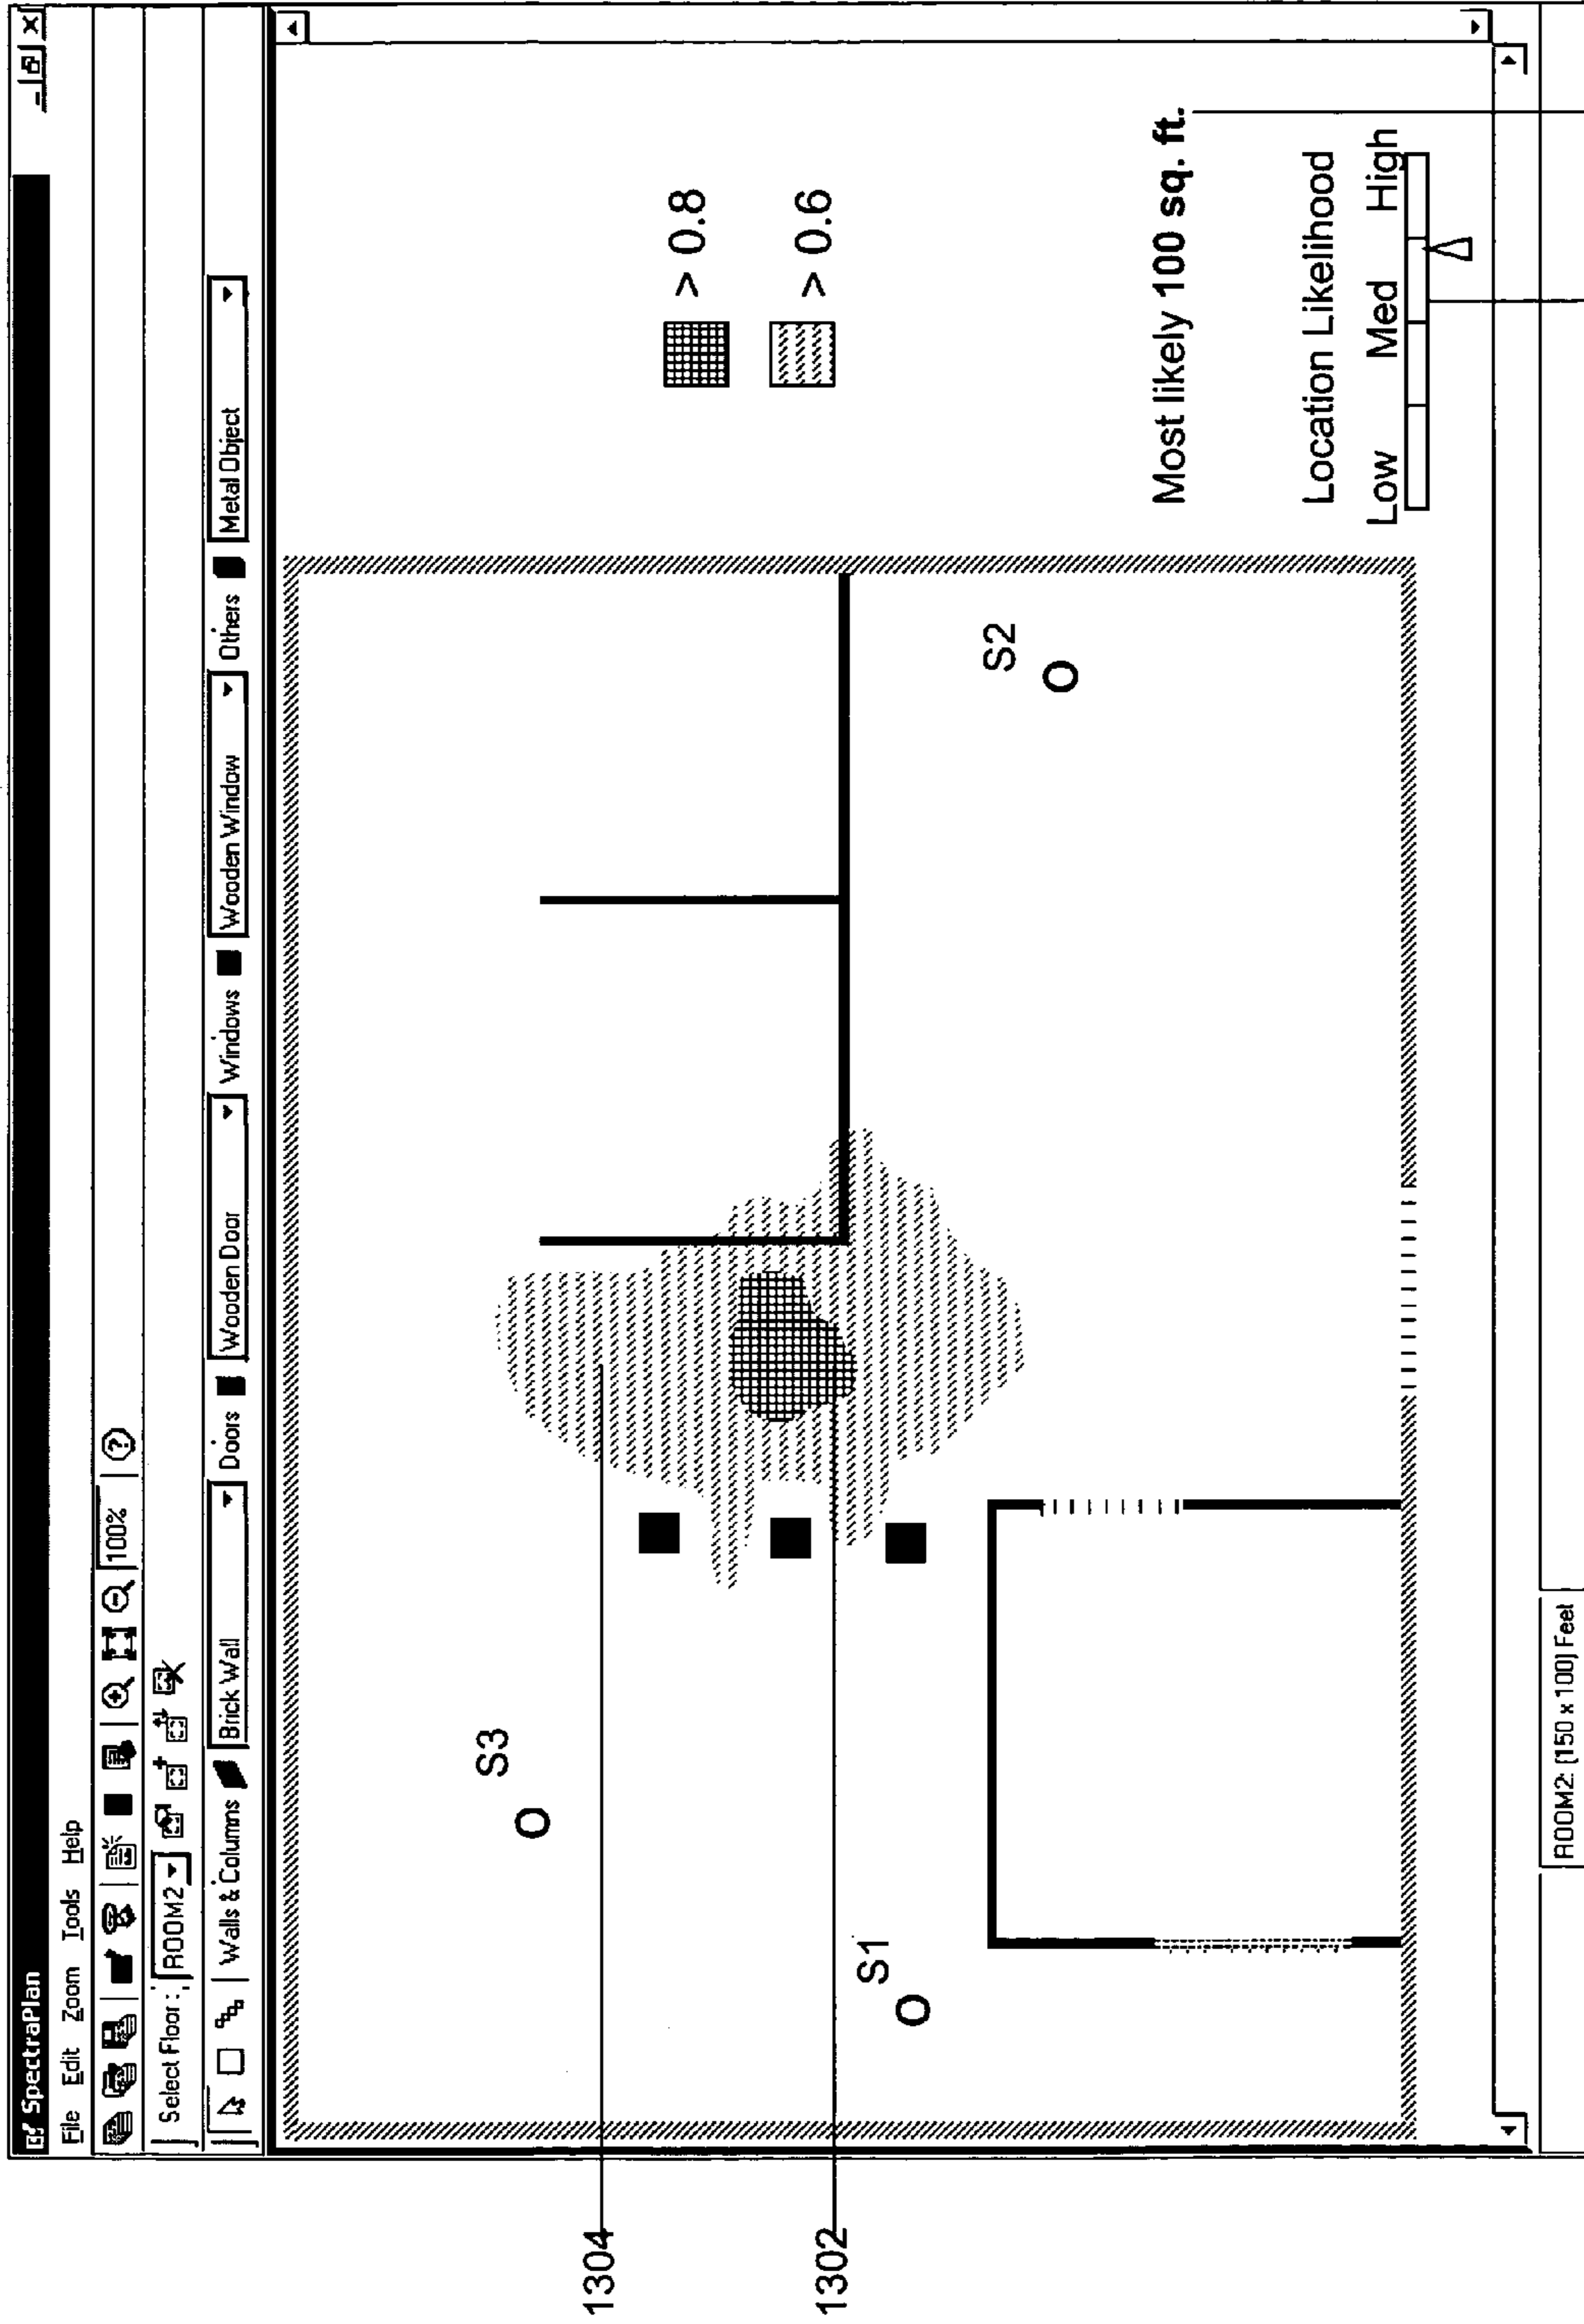 SpectraPlan
File Edit Zoom Tools Help
100%
Select Floor: ROOM2
Walls & Columns Brick Wall Doors Wooden Door Windows Wooden Window Others Metal Object
S3
1304
> 0.8
> 0.6
1302
S1
S2
Most likely 100 sq. ft.
Location Likelihood
Low Med High
ROOM2: [150 x 100] Feet